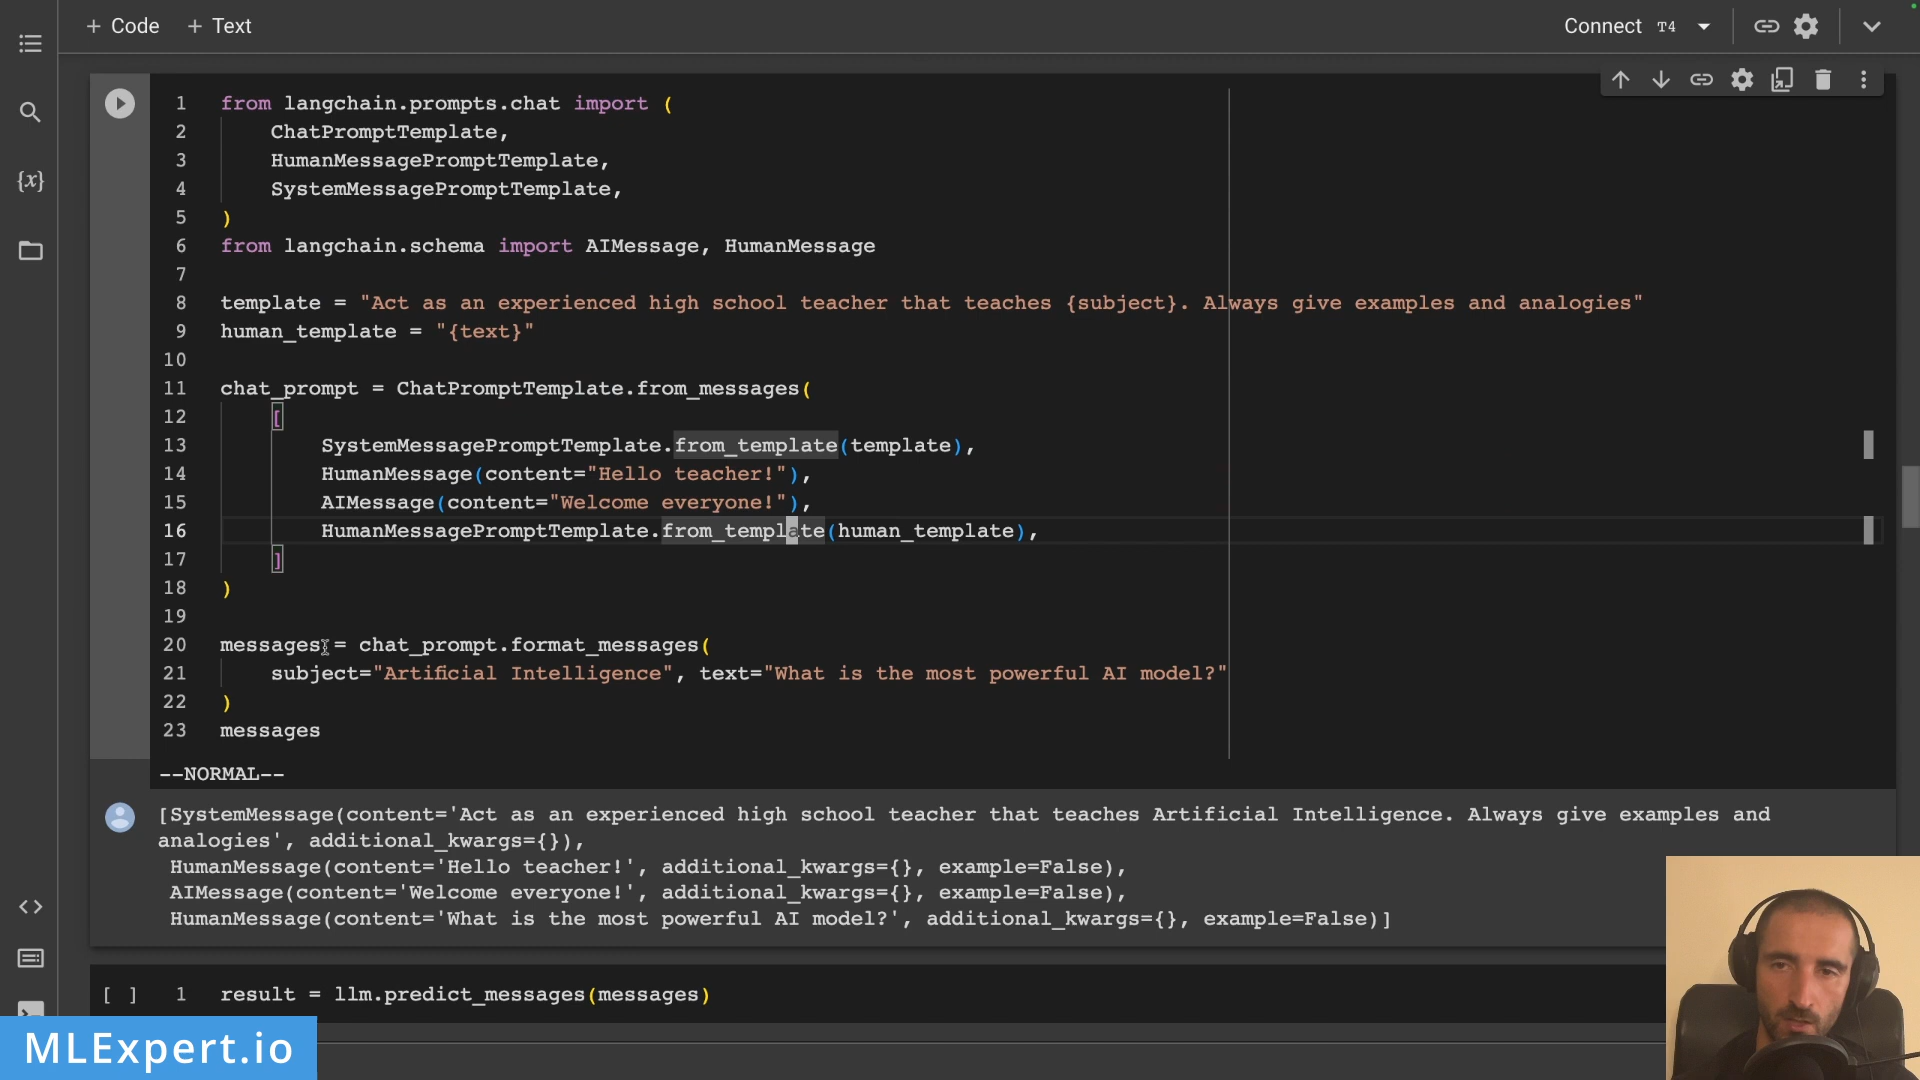 + Code + Text
Connect T4
1 from langchain.prompts.chat import (
2 ChatPromptTemplate,
3 HumanMessagePromptTemplate,
4 SystemMessagePromptTemplate,
5 )
6 from langchain.schema import AIMessage, HumanMessage
7
8 template = "Act as an experienced high school teacher that teaches {subject}. Always give examples and analogies"
9 human_template = "{text}"
10
11 chat_prompt = ChatPromptTemplate.from_messages(
12 [
13 SystemMessagePromptTemplate.from_template(template),
14 HumanMessage(content="Hello teacher!"),
15 AIMessage(content="Welcome everyone!"),
16 HumanMessagePromptTemplate.from_template(human_template),
17 ]
18 )
19
20 messages = chat_prompt.format_messages(
21 subject="Artificial Intelligence", text="What is the most powerful AI model?"
22 )
23 messages
--NORMAL--
[SystemMessage(content='Act as an experienced high school teacher that teaches Artificial Intelligence. Always give examples and
analogies', additional_kwargs={}),
HumanMessage(content='Hello teacher!', additional_kwargs={}, example=False),
AIMessage(content='Welcome everyone!', additional_kwargs={}, example=False),
HumanMessage(content='What is the most powerful AI model?', additional_kwargs={}, example=False)]
[ ] 1 result = llm.predict_messages(messages)
MLExpert.io